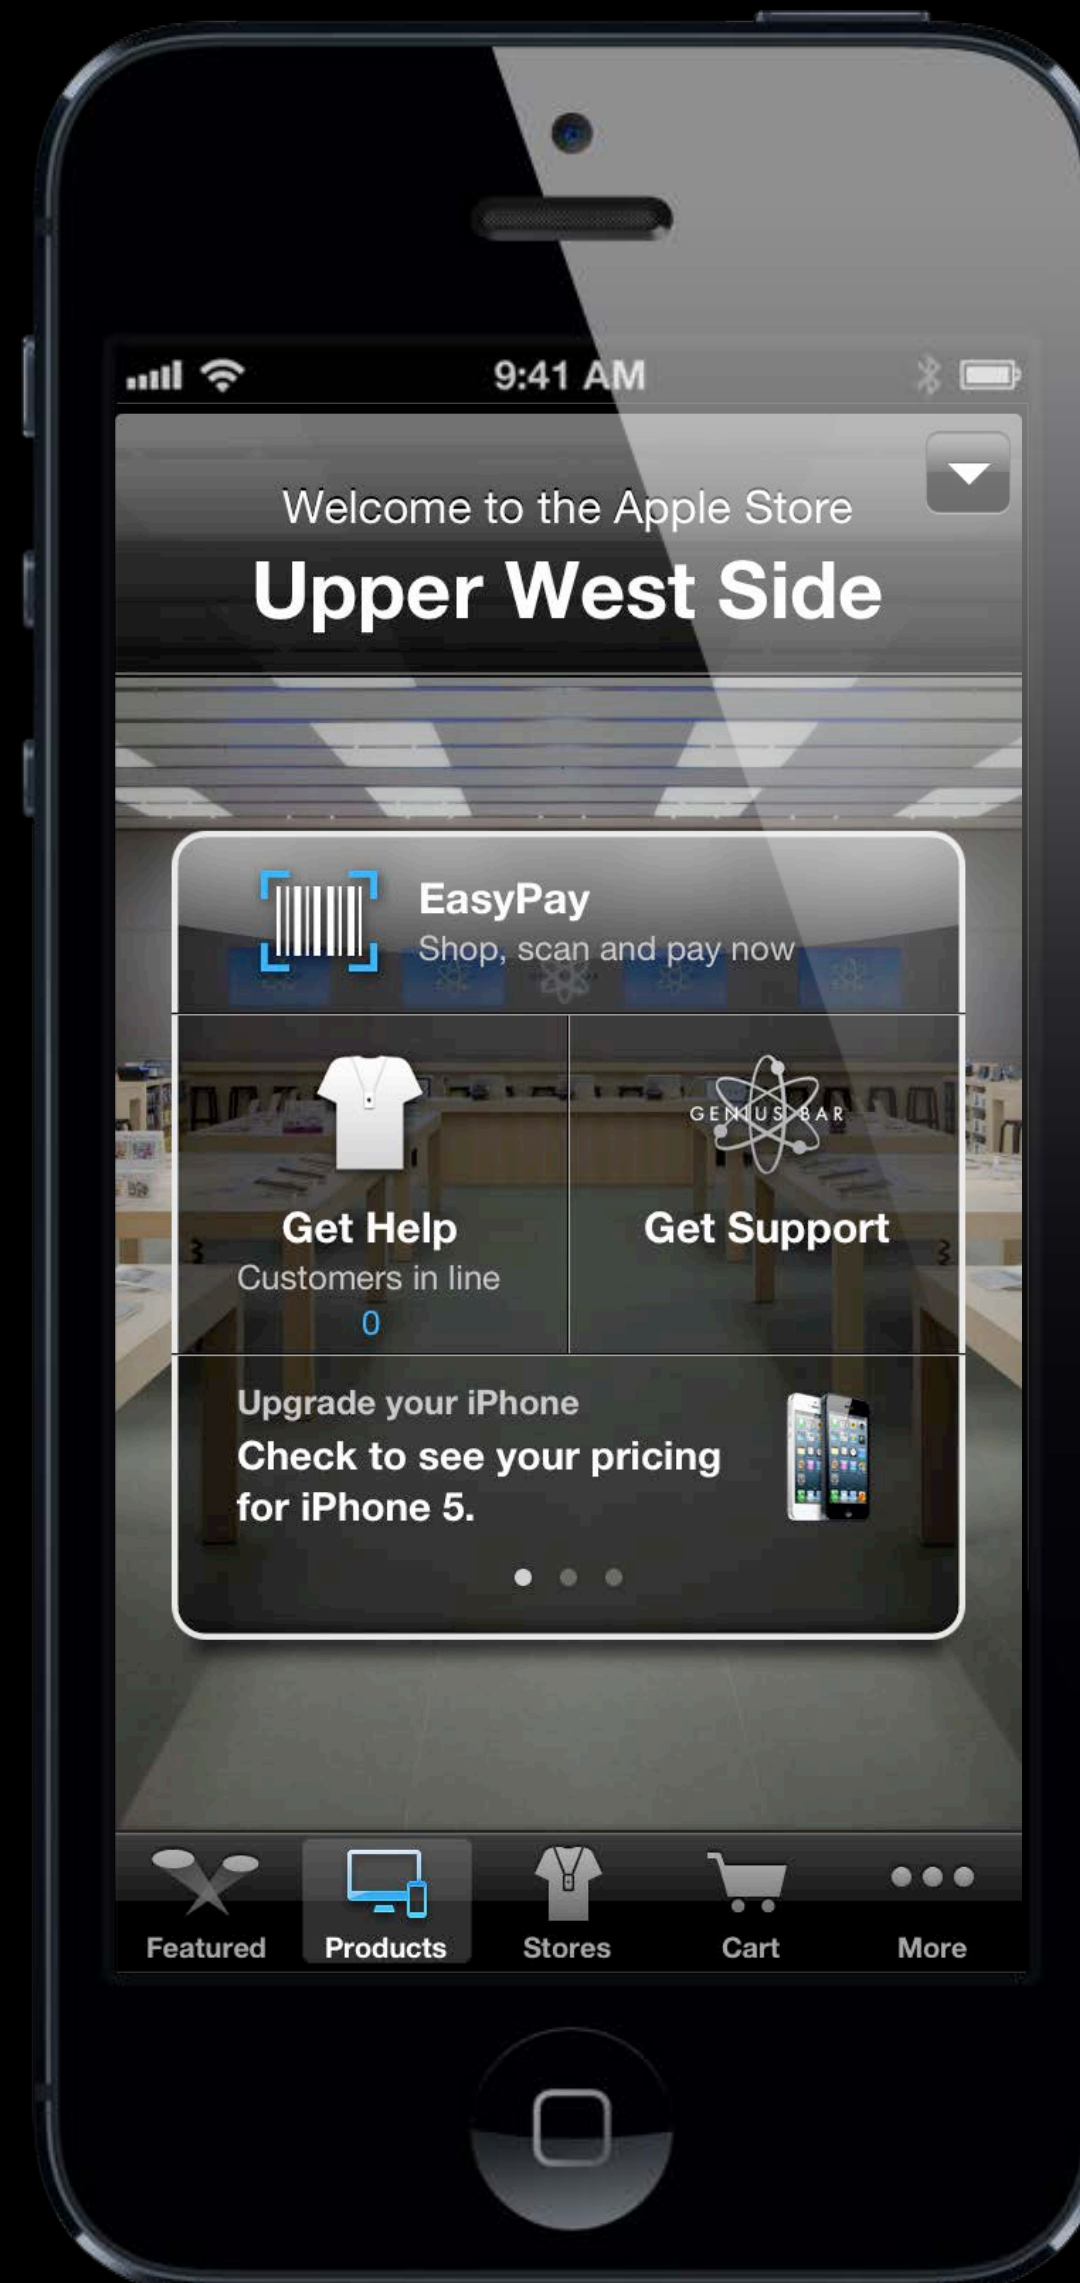 9:41 AM
Welcome to the Apple Store
Upper West Side
EasyPay
Shop, scan and pay now
GENIUS BAR
Get Help
Get Support
Customers in line
0
Upgrade your iPhone
Check to see your pricing
for iPhone 5.
Featured
Products
Stores
Cart
More